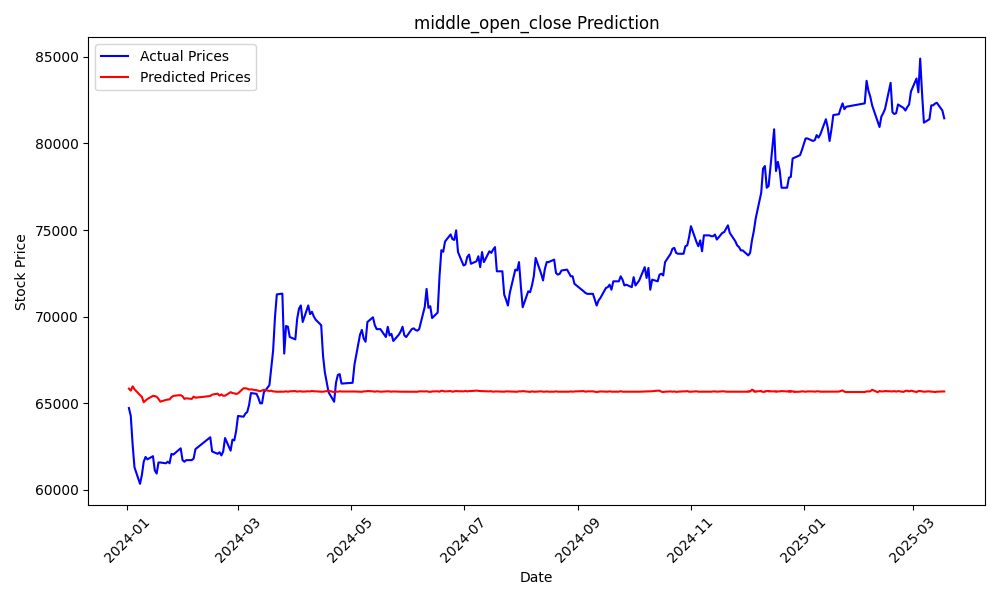 middle_open_close Prediction
Actual Prices
Predicted Prices
Stock Price
85000
80000
75000
70000
65000
60000
2024-01
2024-03
2024-05
2024-07
2024-09
2024-11
2025-01
2025-03
Date